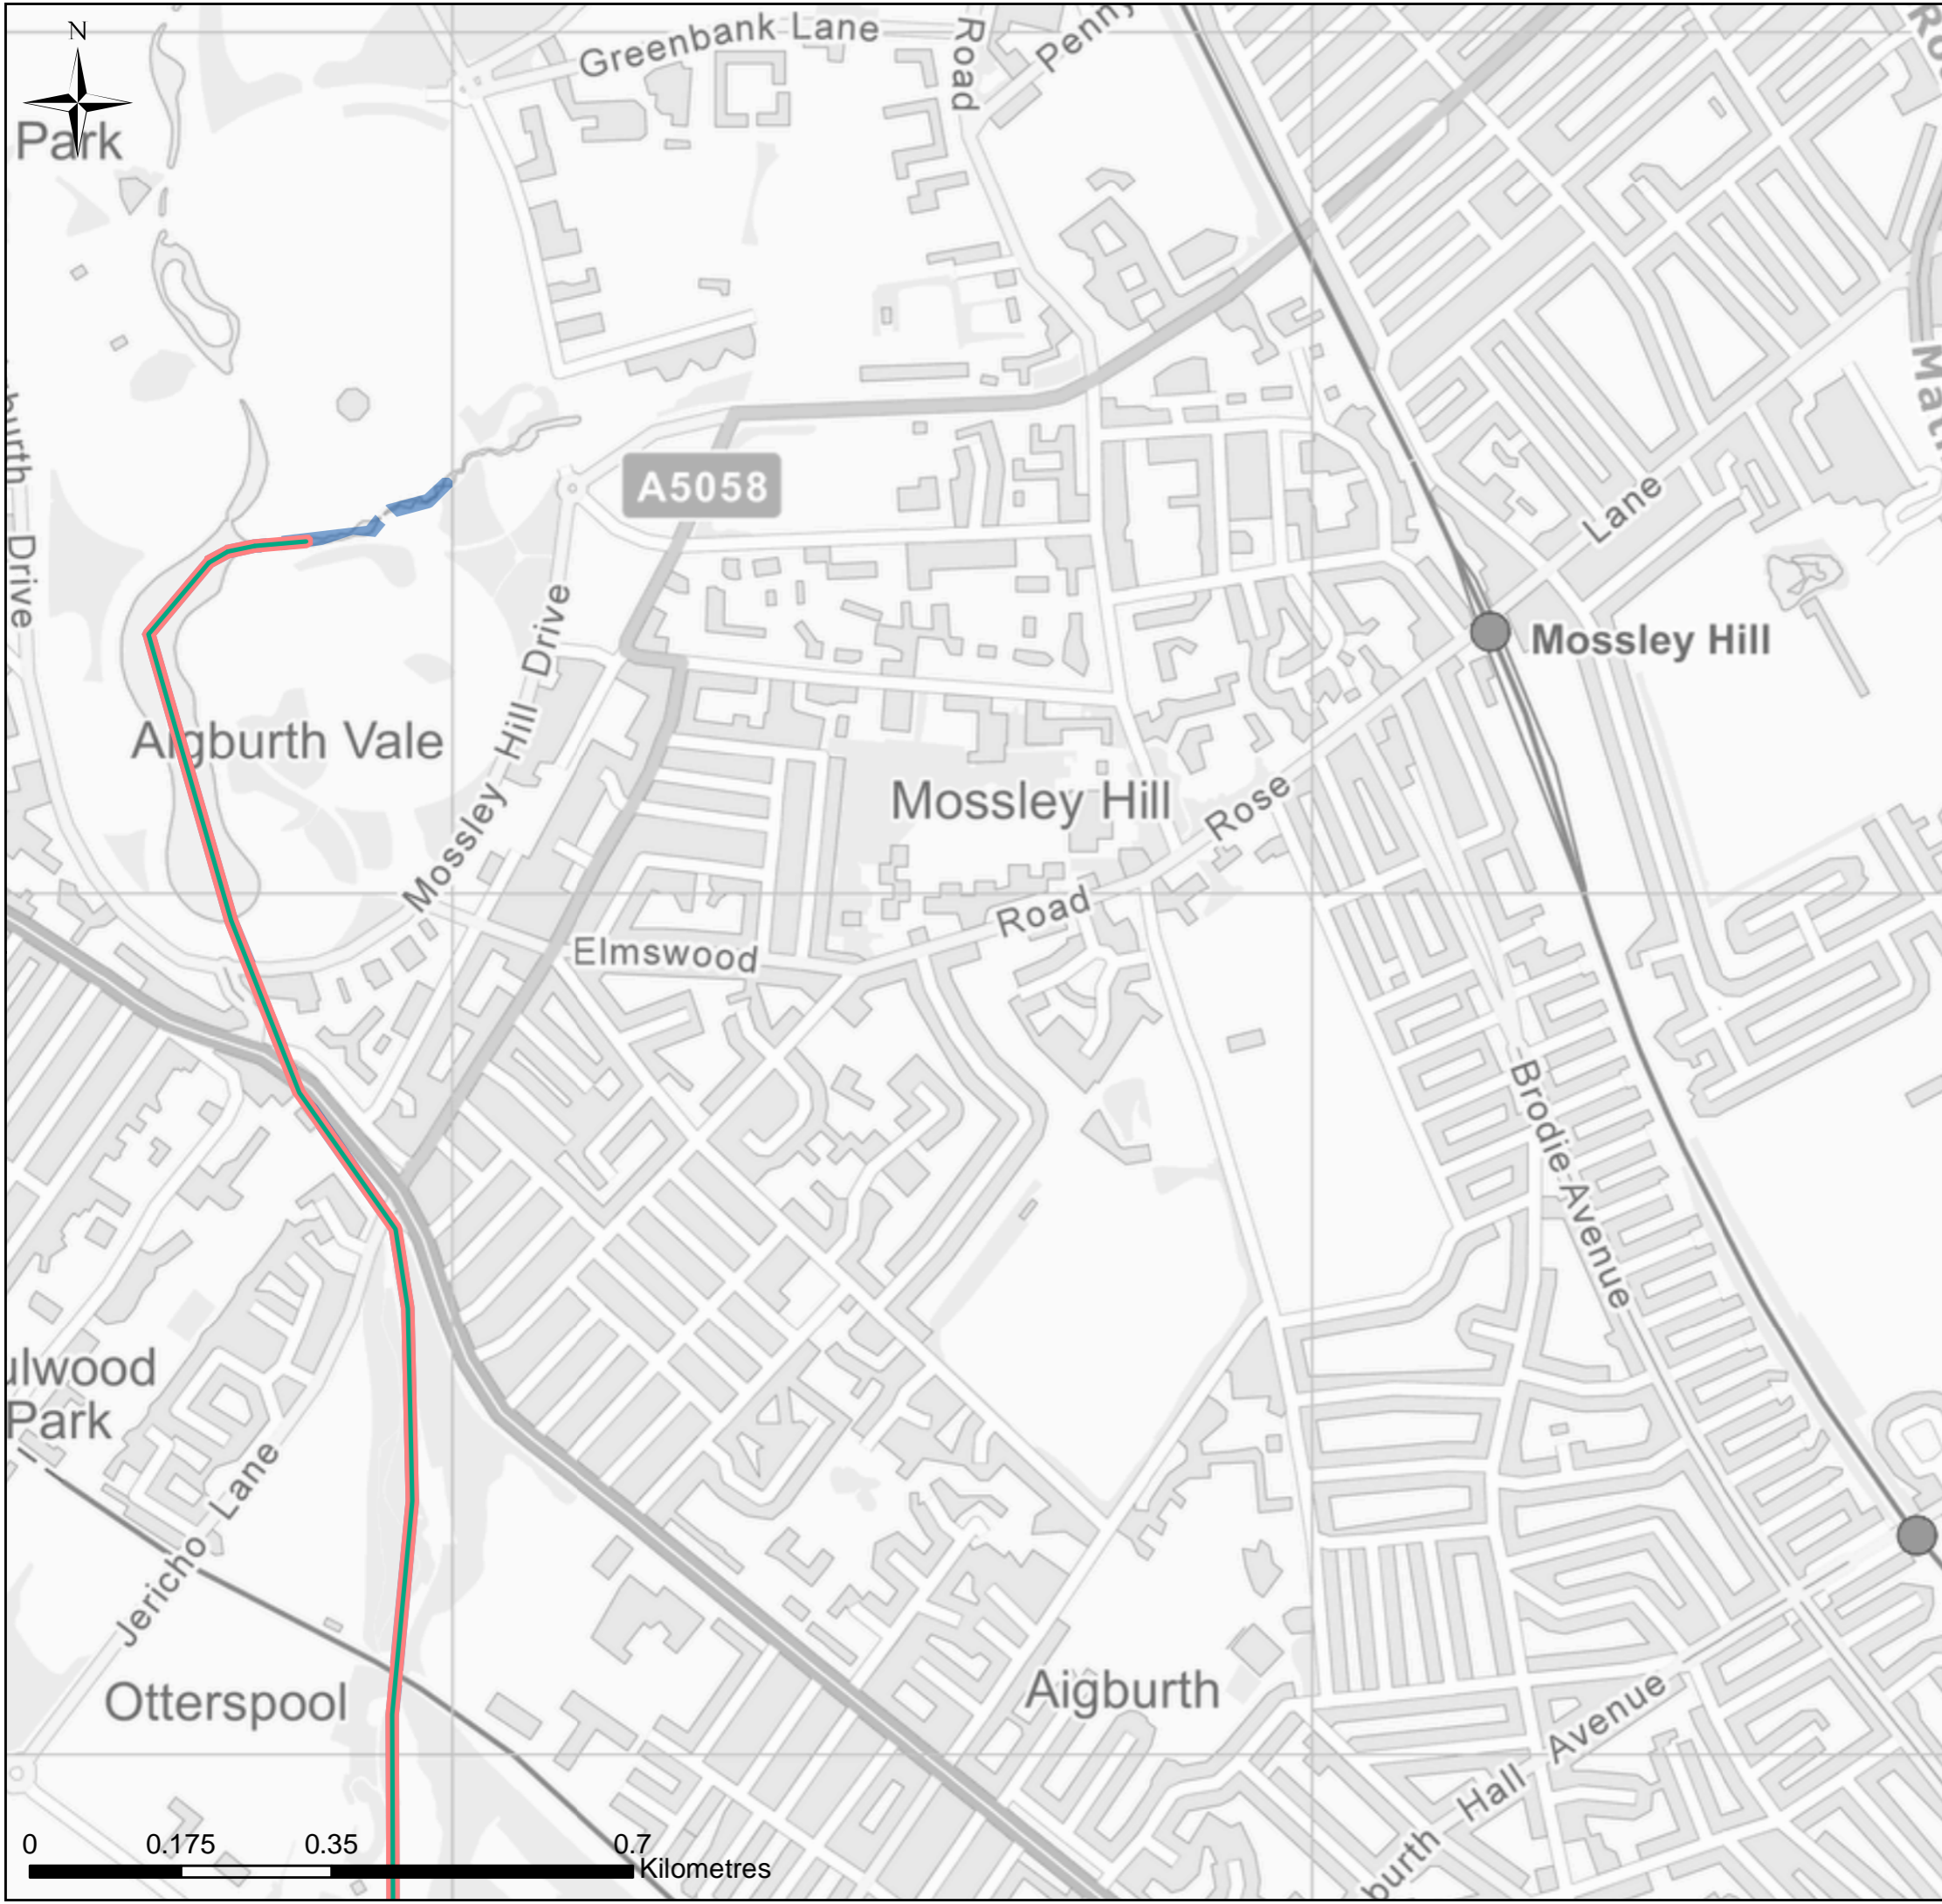 N
Park
Greenbank Lane
Road
Penny
A5058
Drive
Lane
Mossley Hill
Aigburth Vale
Mossley Hill Drive
Mossley Hill
Rose
Road
Elmswood
Brodie Avenue
ulwood
Park
Jericho Lane
Otterspool
Aigburth
burth Hall Avenue
0 0.175 0.35 0.7
Kilometres